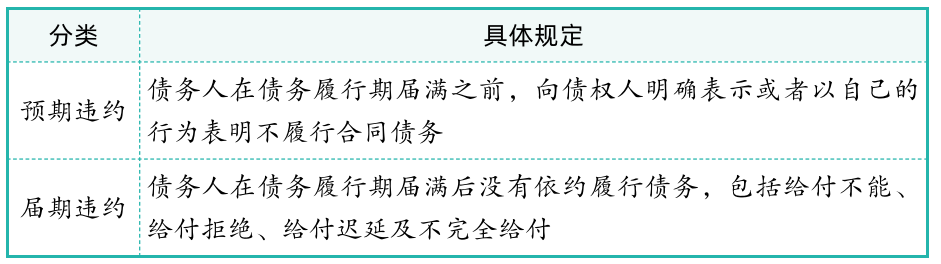 分类
具体规定
预期违约
债务人在债务履行期届满之前，向债权人明确表示或者以自己的
行为表明不履行合同债务
届期违约
债务人在债务履行期届满后没有依约履行债务，包括给付不能、
给付拒绝、给付迟延及不完全给付